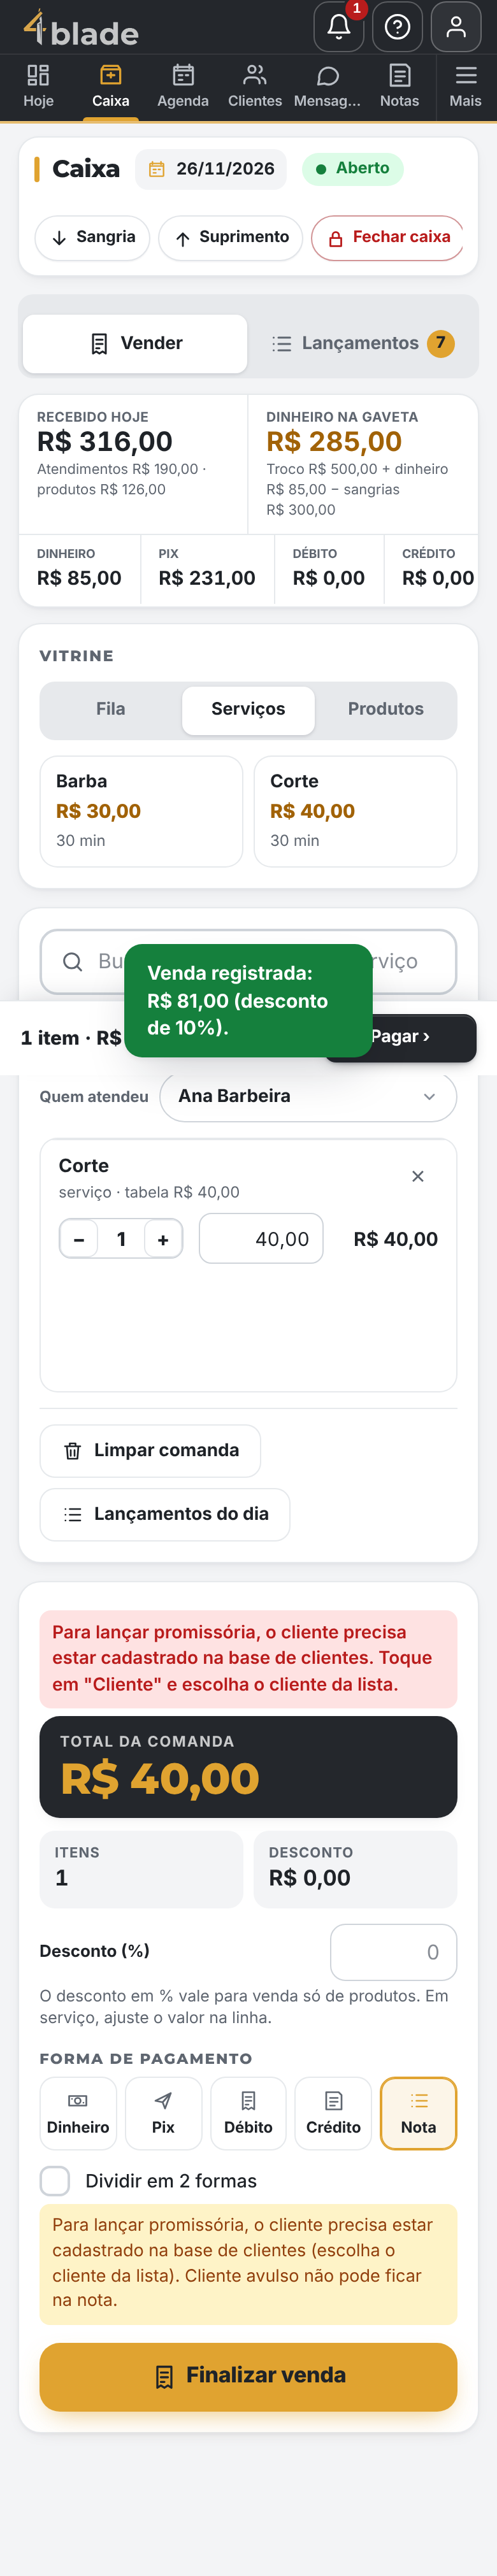 4blade
1
Hoje
Caixa
Agenda
Clientes
Mensag...
Notas
Mais
Caixa
26/11/2026
Aberto
Sangria
Suprimento
Fechar caixa
Vender
Lançamentos
7
RECEBIDO HOJE
R$ 316,00
Atendimentos R$ 190,00 ·
produtos R$ 126,00
DINHEIRO NA GAVETA
R$ 285,00
Troco R$ 500,00 + dinheiro
R$ 85,00 − sangrias
R$ 300,00
DINHEIRO
R$ 85,00
PIX
R$ 231,00
DÉBITO
R$ 0,00
CRÉDITO
R$ 0,00
VITRINE
Fila
Serviços
Produtos
Barba
R$ 30,00
30 min
Corte
R$ 40,00
30 min
Venda registrada:
R$ 81,00 (desconto
de 10%).
1 item · R$
Pagar ›
Quem atendeu
Ana Barbeira
Corte
serviço · tabela R$ 40,00
×
−
1
+
40,00
R$ 40,00
Limpar comanda
Lançamentos do dia
Para lançar promissória, o cliente precisa
estar cadastrado na base de clientes. Toque
em "Cliente" e escolha o cliente da lista.
TOTAL DA COMANDA
R$ 40,00
ITENS
1
DESCONTO
R$ 0,00
Desconto (%)
0
O desconto em % vale para venda só de produtos. Em
serviço, ajuste o valor na linha.
FORMA DE PAGAMENTO
Dinheiro
Pix
Débito
Crédito
Nota
Dividir em 2 formas
Para lançar promissória, o cliente precisa estar
cadastrado na base de clientes (escolha o
cliente da lista). Cliente avulso não pode ficar
na nota.
Finalizar venda